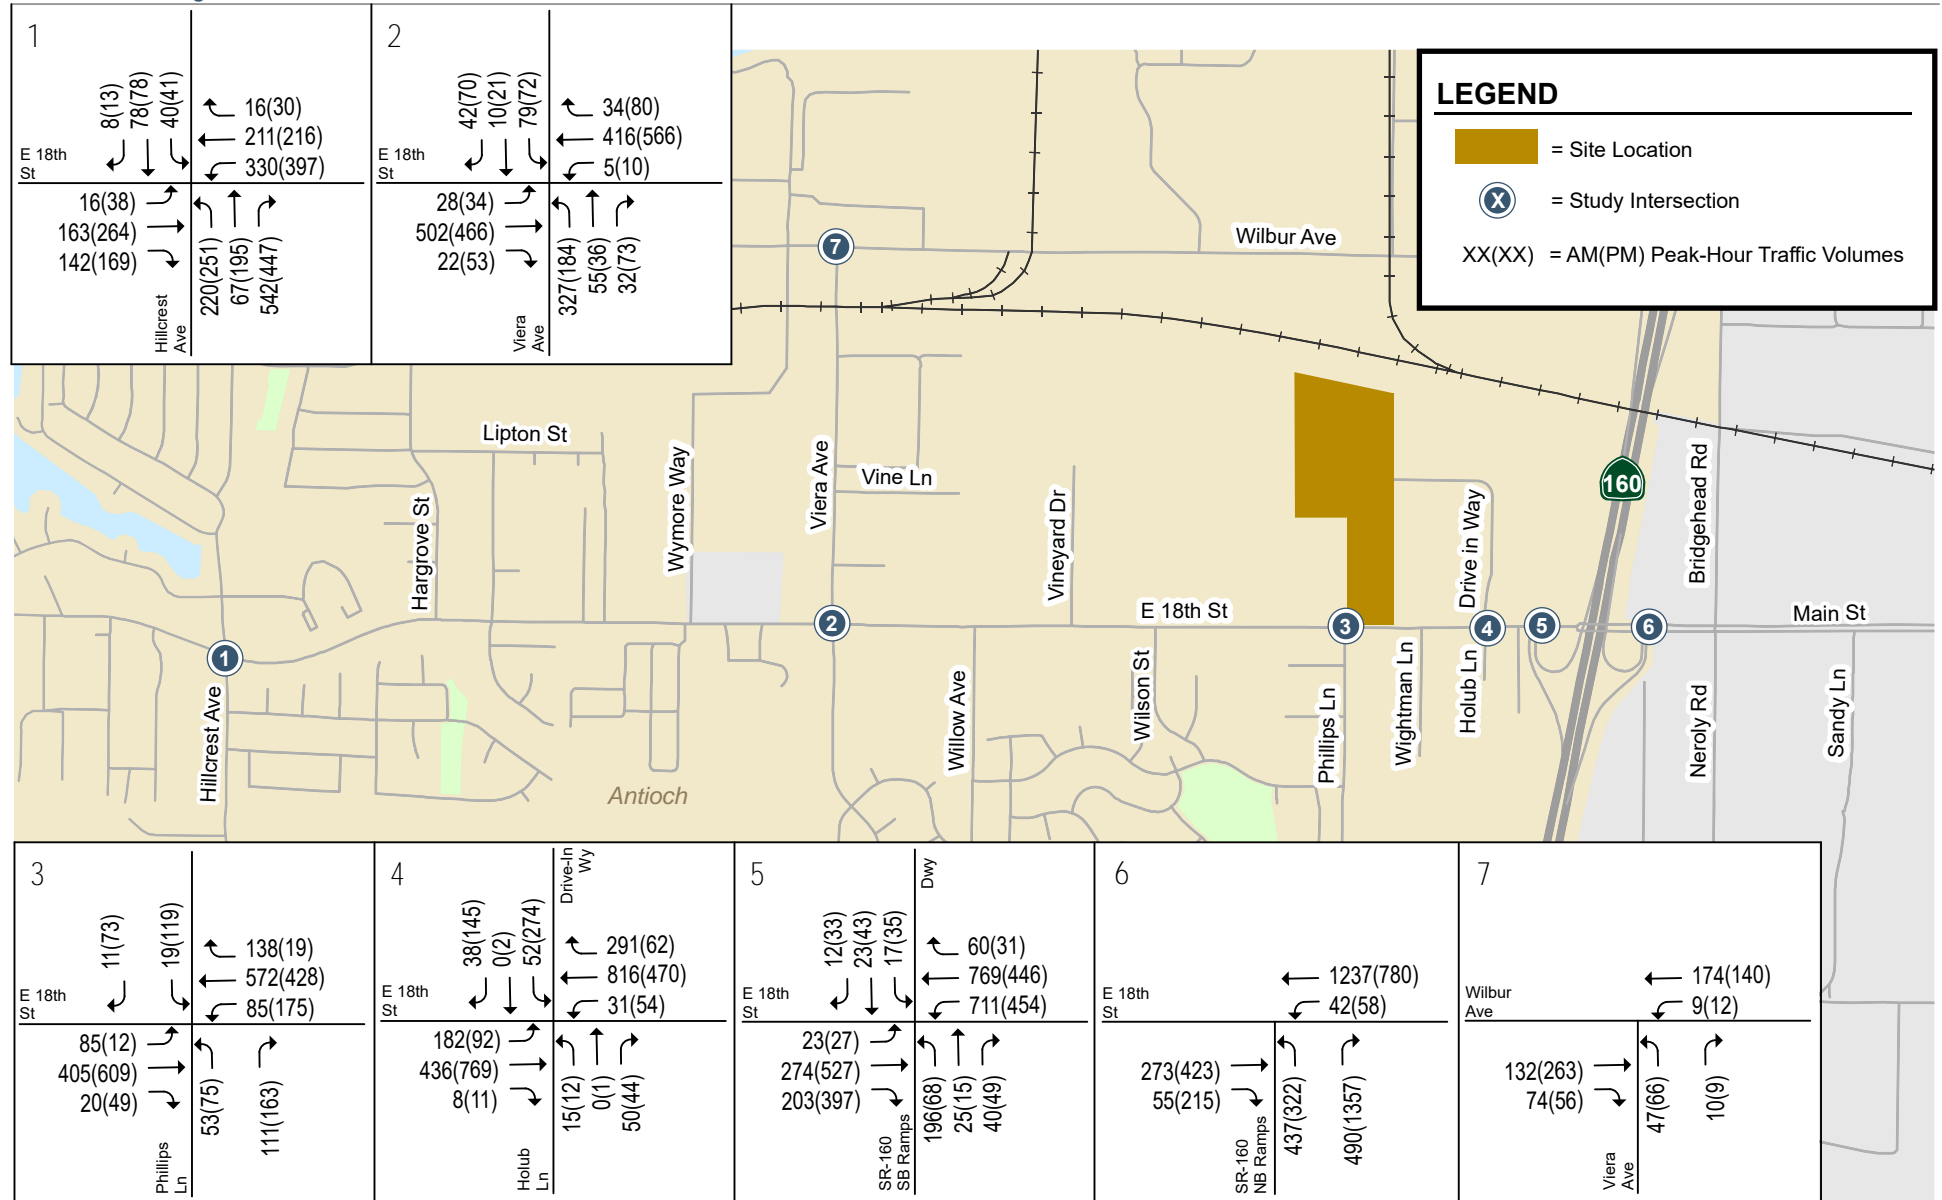 1
8(13)
78(78)
40(41)
16(30)
211(216)
330(397)
E 18th
St
16(38)
163(264)
142(169)
220(251)
67(195)
542(447)
Hillcrest
Ave
2
42(70)
10(21)
79(72)
34(80)
416(566)
5(10)
E 18th
St
28(34)
502(466)
22(53)
327(184)
55(36)
32(73)
Viera
Ave
LEGEND
= Site Location
X = Study Intersection
XX(XX) = AM(PM) Peak-Hour Traffic Volumes
7
Wilbur Ave
Lipton St
Hargrove St
Wymore Way
Viera Ave
Vine Ln
Vineyard Dr
Drive in Way
160
Bridgehead Rd
E 18th St
Main St
1
2
3
4
5
6
Hillcrest Ave
Willow Ave
Wilson St
Phillips Ln
Wightman Ln
Holub Ln
Neroly Rd
Sandy Ln
Antioch
3
11(73)
19(119)
138(19)
572(428)
85(175)
E 18th
St
85(12)
405(609)
20(49)
53(75)
111(163)
Phillips
Ln
4
Drive-In
Wy
38(145)
0(2)
52(274)
291(62)
816(470)
31(54)
E 18th
St
182(92)
436(769)
8(11)
15(12)
0(1)
50(44)
Holub
Ln
5
Dwy
12(33)
23(43)
17(35)
60(31)
769(446)
711(454)
E 18th
St
23(27)
274(527)
203(397)
196(68)
25(15)
40(49)
SR-160
SB Ramps
6
1237(780)
42(58)
E 18th
St
273(423)
55(215)
437(322)
490(1357)
SR-160
NB Ramps
7
174(140)
9(12)
Wilbur
Ave
132(263)
74(56)
47(66)
10(9)
Viera
Ave